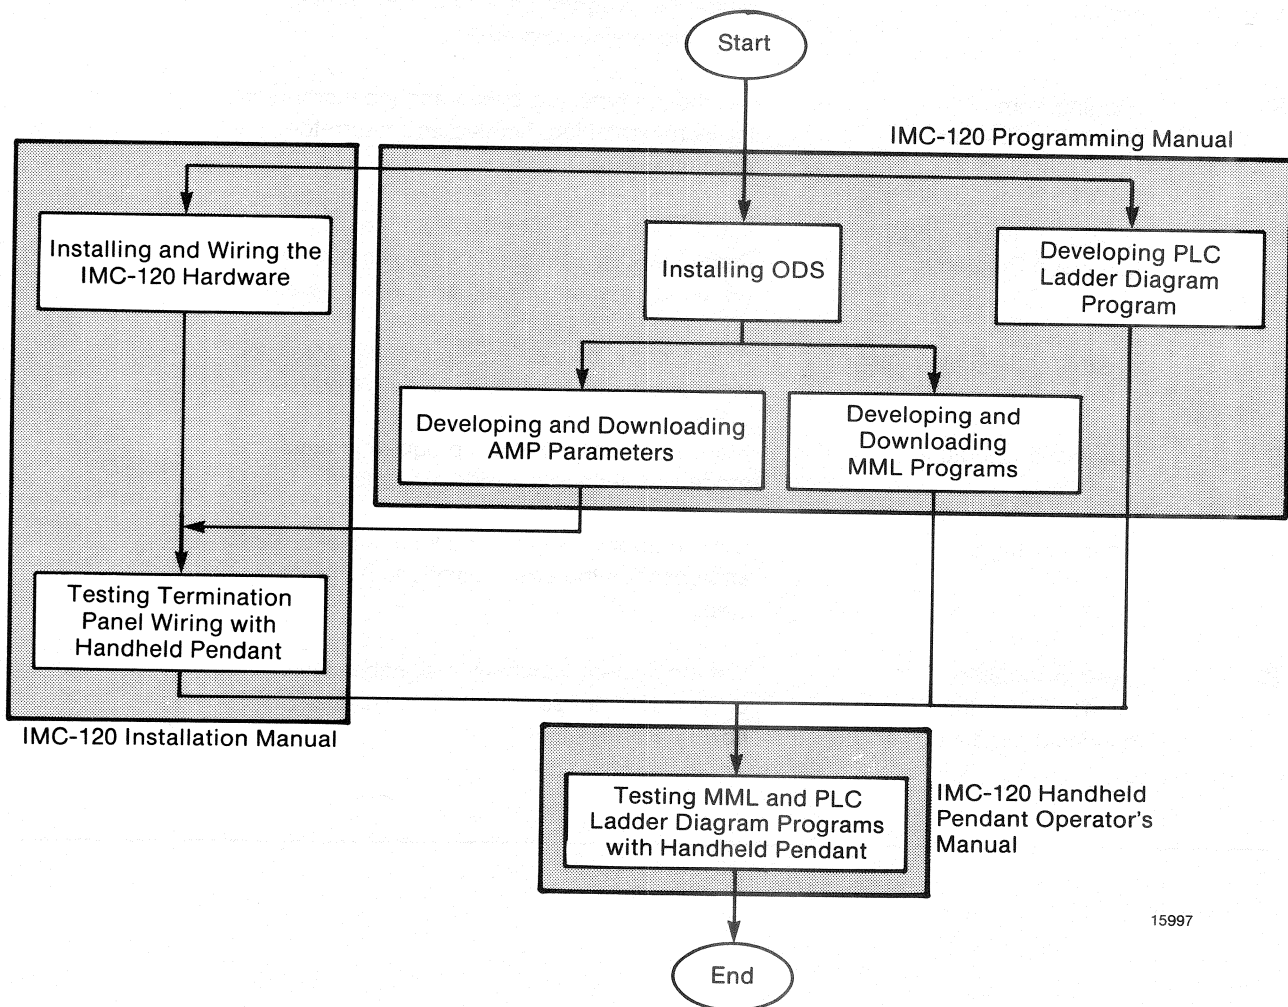 Start
IMC-120 Programming Manual
Installing and Wiring the
IMC-120 Hardware
Installing ODS
Developing PLC
Ladder Diagram
Program
Developing and Downloading
AMP Parameters
Developing and
Downloading
MML Programs
Testing Termination
Panel Wiring with
Handheld Pendant
IMC-120 Installation Manual
Testing MML and PLC
Ladder Diagram Programs
with Handheld Pendant
IMC-120 Handheld
Pendant Operator's
Manual
15997
End